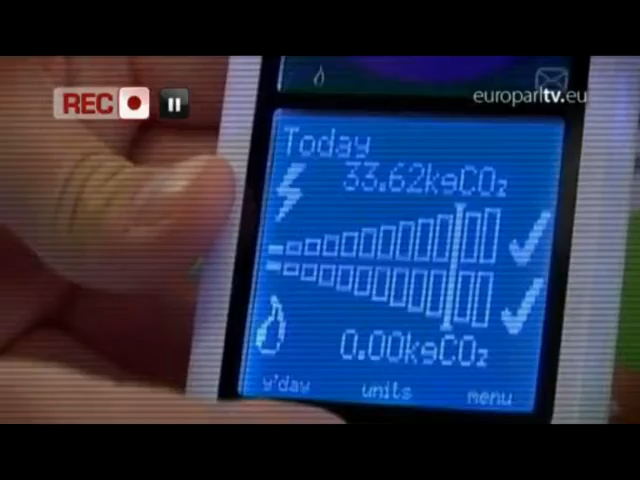 REC
europarltv.eu
Today
33.62kgCO₂
0.00kgCO₂
y'day units menu